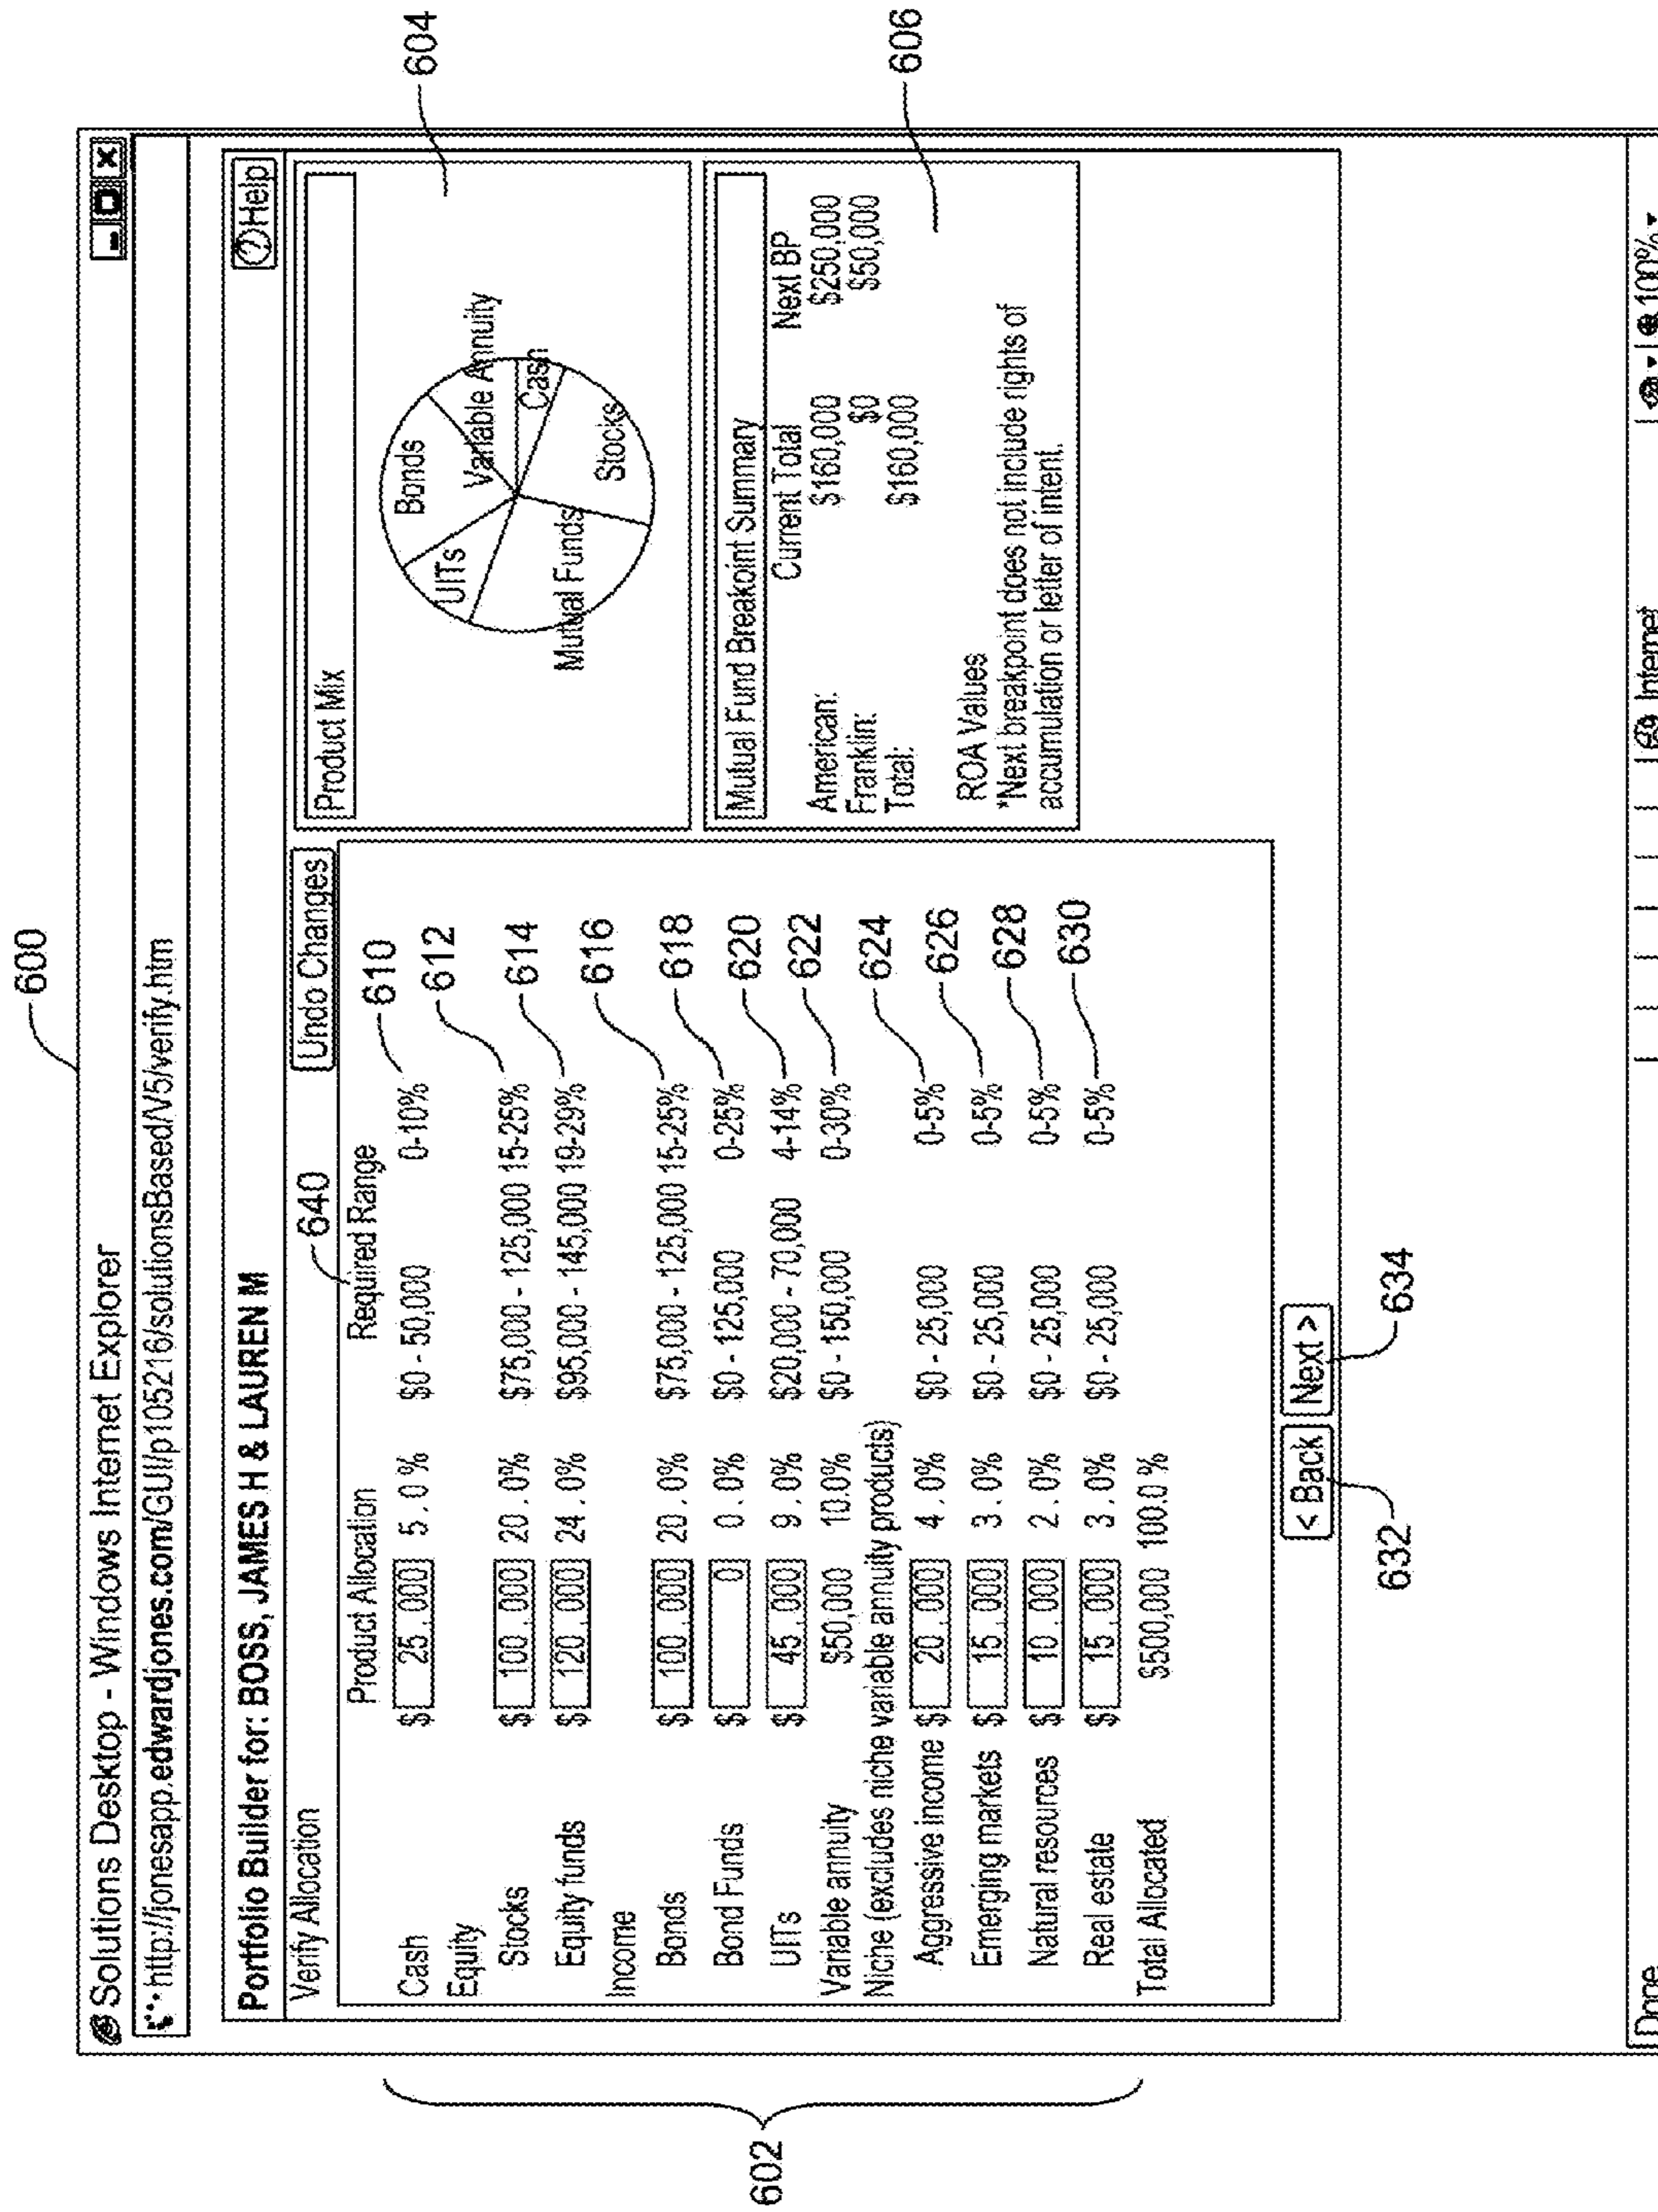 600
Solutions Desktop - Windows Internet Explorer
http://jonesapp.edwardjones.com/GUI/p105216/solutionsBased/V5/verify.htm
Portfolio Builder for: BOSS, JAMES H & LAUREN M
Help
Verify Allocation
640
Undo Changes
Product Allocation Required Range
Cash $ 25.000 5.0% $0 - 50,000 0-10% 610
Equity 612
Stocks $ 100.000 20.0% $75,000 - 125,000 15-25%
Equity funds $ 120.000 24.0% $95,000 - 145,000 19-29% 614
Income 616
Bonds $ 100.000 20.0% $75,000 - 125,000 15-25%
Bond Funds $ 0 0.0% $0 - 125,000 0-25% 618
UITs $ 45.000 9.0% $20,000 - 70,000 4-14% 620
Variable annuity $50,000 10.0% $0 - 150,000 0-30% 622
Niche (excludes niche variable annuity products) 624
Aggressive income $ 20.000 4.0% $0 - 25,000 0-5%
Emerging markets $ 15.000 3.0% $0 - 25,000 0-5% 626
Natural resources $ 10.000 2.0% $0 - 25,000 0-5% 628
Real estate $ 15.000 3.0% $0 - 25,000 0-5% 630
Total Allocated $500,000 100.0%
602
Product Mix
604
Bonds
UITs
Variable Annuity
Cash
Mutual Funds
Stocks
Mutual Fund Breakoint Summary
Current Total Next BP
American: $160,000 $250,000
Franklin: $0 $50,000
Total: $160,000
606
ROA Values
*Next breakpoint does not include rights of
accumulation or letter of intent.
< Back Next >
632 634
Done Internet 100%